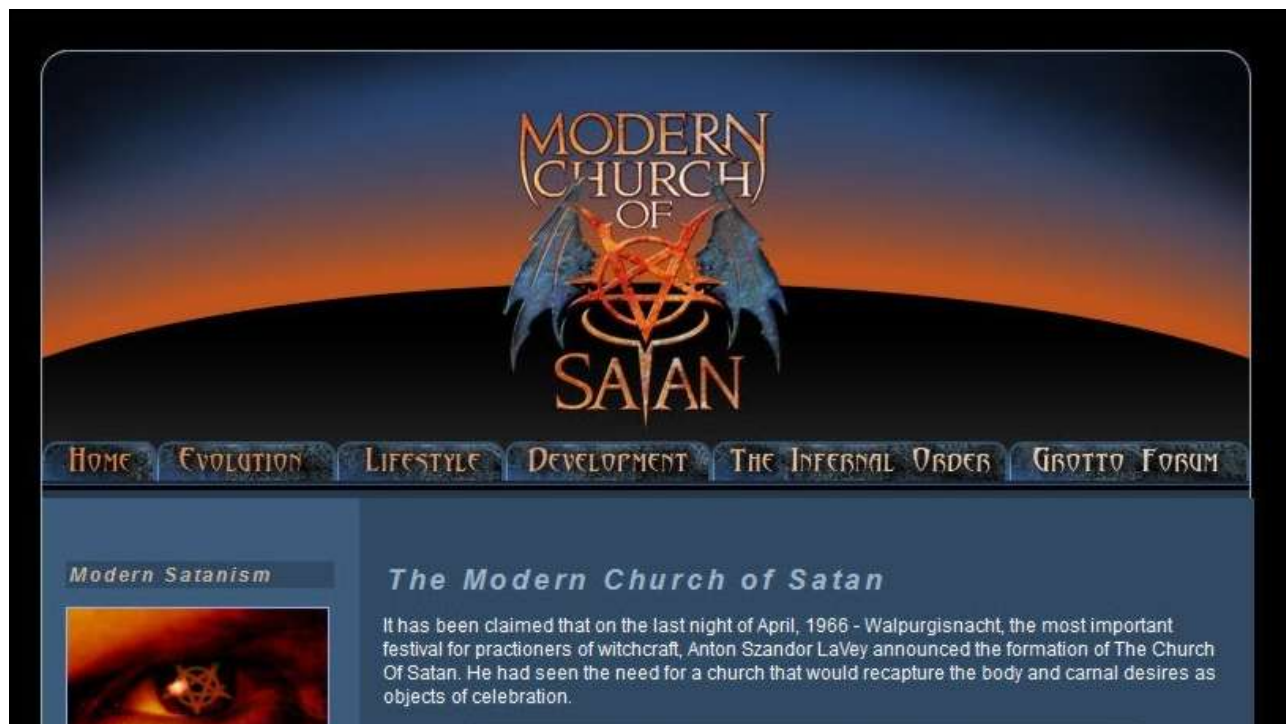 MODERN
CHURCH
OF
SATAN
HOME EVOLUTION LIFESTYLE DEVELOPMENT THE INFERNAL ORDER GROTTO FORUM
Modern Satanism
The Modern Church of Satan
It has been claimed that on the last night of April, 1966 - Walpurgisnacht, the most important
festival for practioners of witchcraft, Anton Szandor LaVey announced the formation of The Church
Of Satan. He had seen the need for a church that would recapture the body and carnal desires as
objects of celebration.